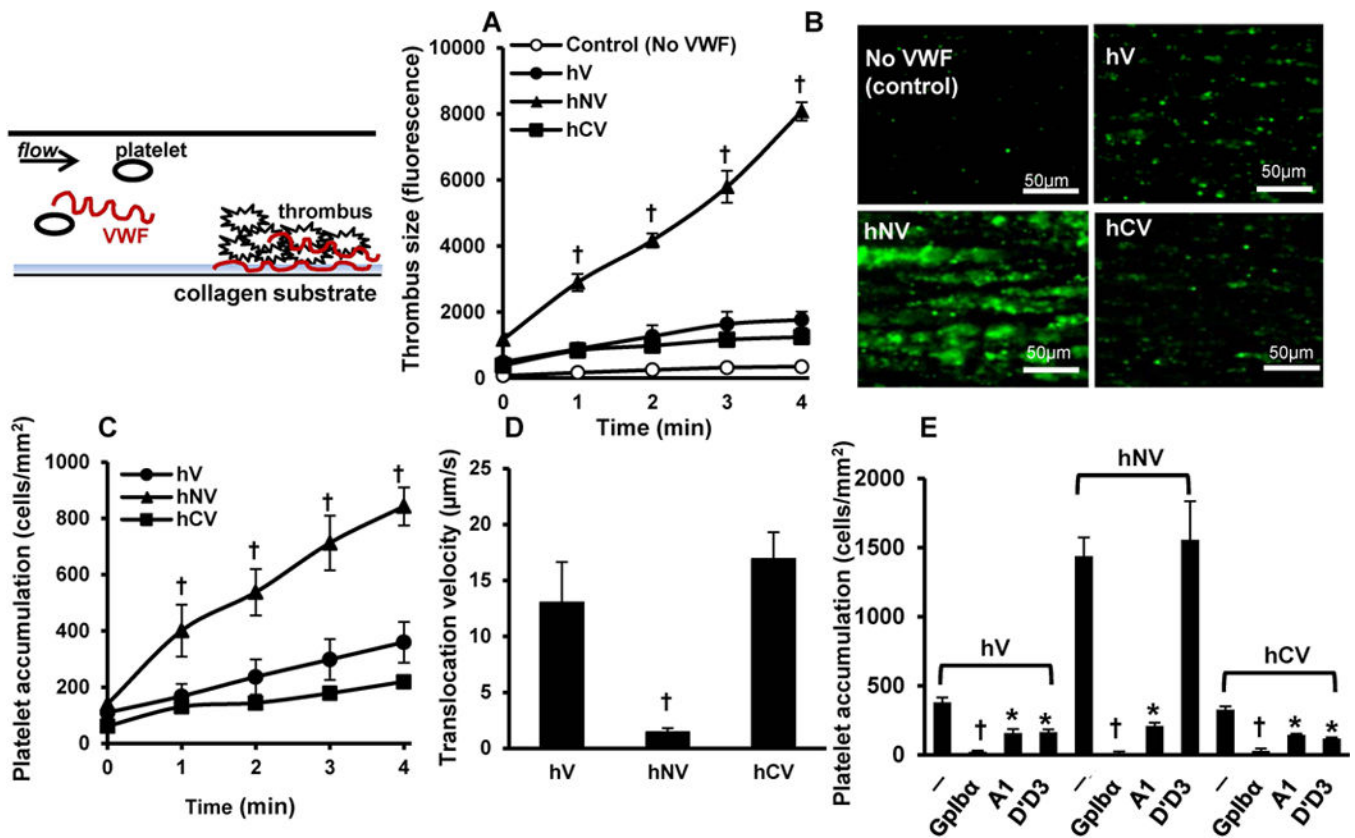 flow
platelet
VWF
thrombus
collagen substrate
A
Thrombus size (fluorescence)
10000
8000
6000
4000
2000
0
Control (No VWF)
hV
hNV
hCV
†
†
†
†
0 1 2 3 4
Time (min)
B
No VWF
(control)
50µm
hV
50µm
hNV
50µm
hCV
50µm
C
Platelet accumulation (cells/mm²)
1000
800
600
400
200
0
hV
hNV
hCV
†
†
†
†
0 1 2 3 4
Time (min)
D
Translocation velocity (µm/s)
25
20
15
10
5
0
†
hV hNV hCV
E
Platelet accumulation (cells/mm²)
2000
1500
1000
500
0
hV
hNV
hCV
† * *
† *
† * *
– GpIbα A1 D'D3 – GpIbα A1 D'D3 – GpIbα A1 D'D3